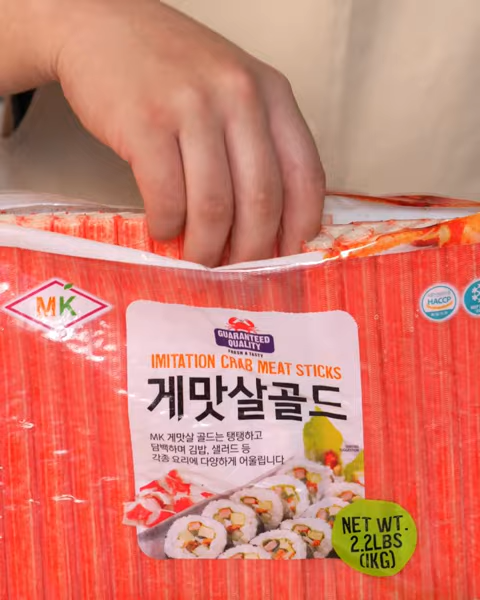 MK
HACCP
GUARANTEED
QUALITY
FRESH & TASTY
IMITATION CRAB MEAT STICKS
게맛살골드
MK 게맛살 골드는 탱탱하고
담백하며 김밥, 샐러드 등
각종 요리에 다양하게 어울립니다
NET WT.
2.2LBS
(1KG)